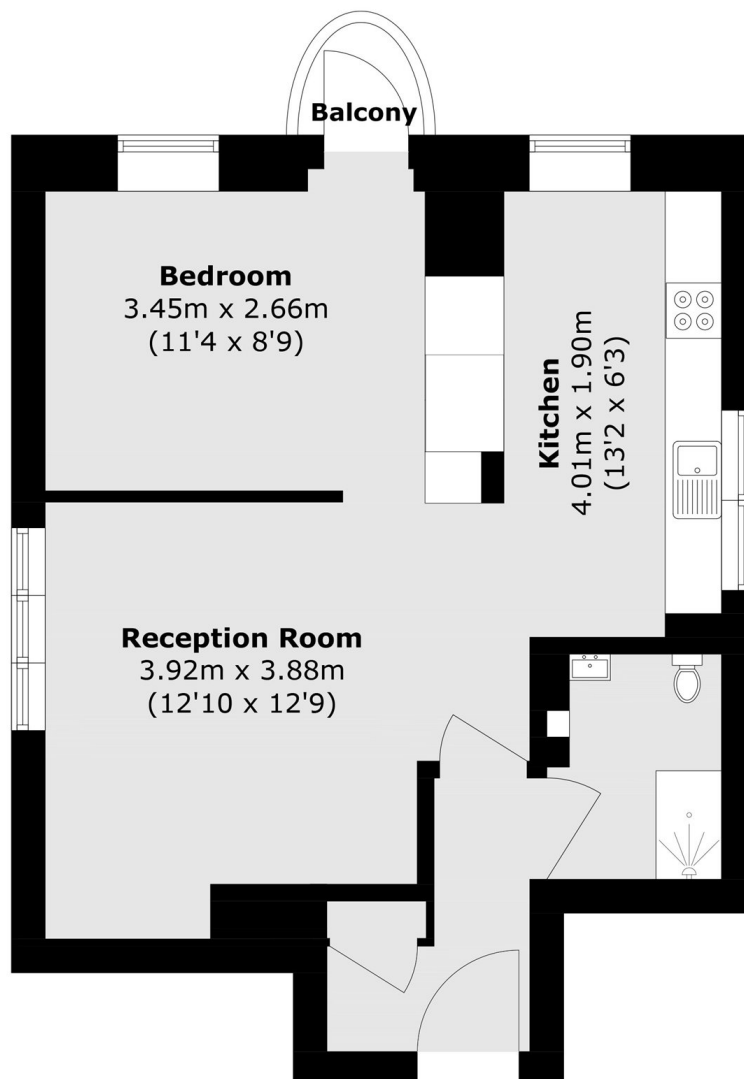 Balcony
Bedroom
3.45m x 2.66m
(11'4 x 8'9)
Kitchen
4.01m x 1.90m
(13'2 x 6'3)
Reception Room
3.92m x 3.88m
(12'10 x 12'9)